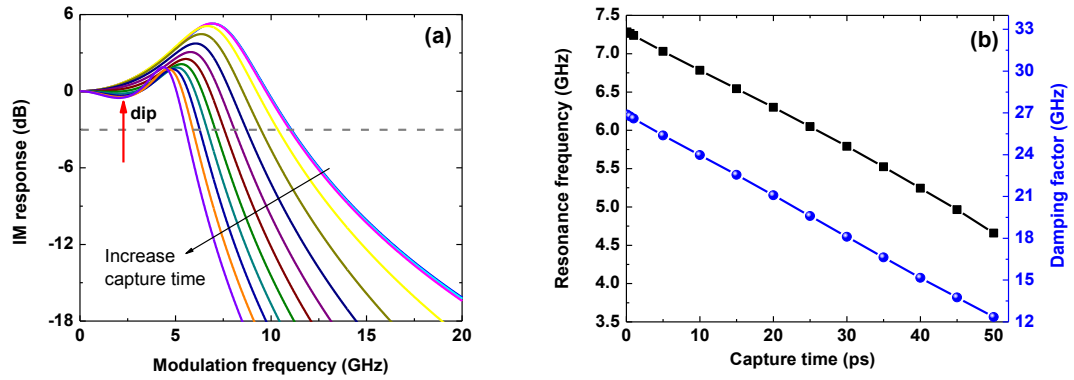 (a)
6
0
-6
-12
-18
IM response (dB)
dip
Increase
capture time
0 5 10 15 20
Modulation frequency (GHz)
(b)
7.5
7.0
6.5
6.0
5.5
5.0
4.5
4.0
3.5
Resonance frequency (GHz)
0 10 20 30 40 50
Capture time (ps)
33
30
27
24
21
18
15
12
Damping factor (GHz)